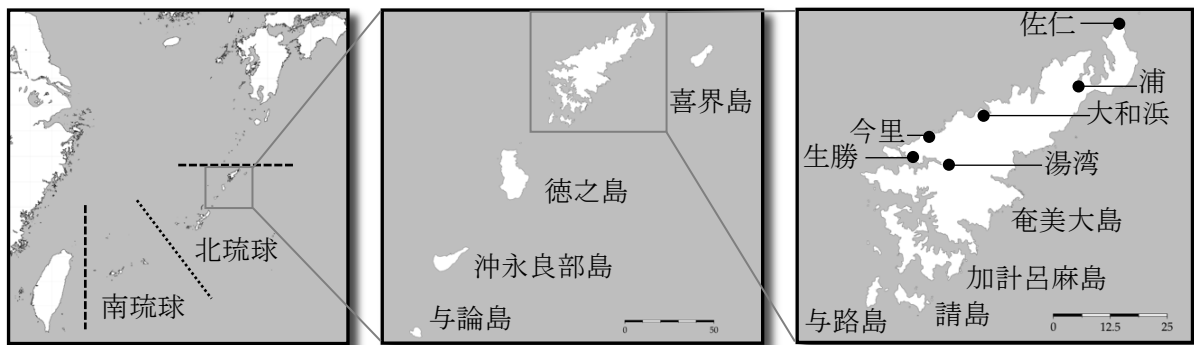 北琉球
南琉球
喜界島
徳之島
沖永良部島
与論島
0 50
佐仁
浦
大和浜
今里
生勝
湯湾
奄美大島
加計呂麻島
請島
与路島
0 12.5 25